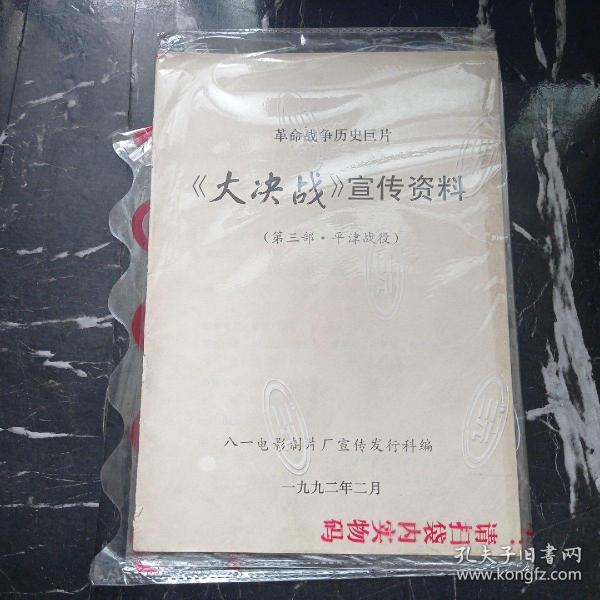 革命战争历史巨片
《大决战》宣传资料
（第三部·平津战役）
八一电影制片厂宣传发行科编
一九九二年二月
请扫袋内实物码
孔夫子旧书网
www.kongfz.com